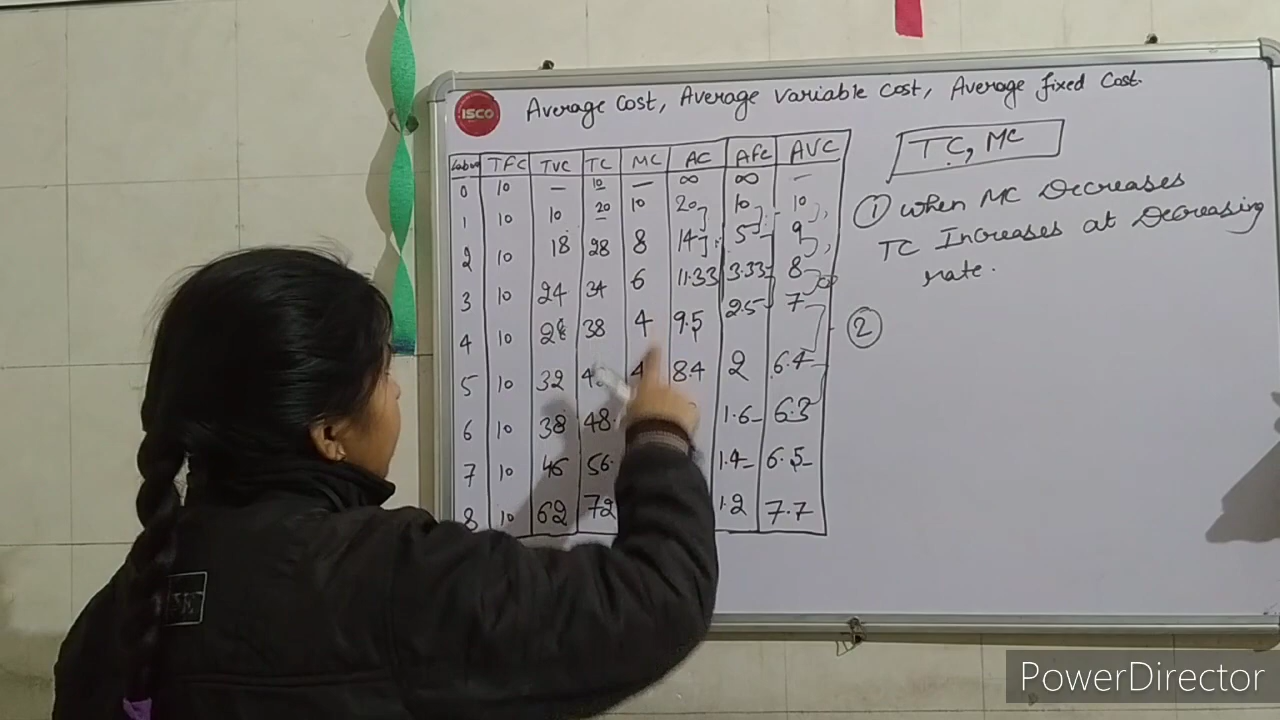 ISCO
Average Cost, Average Variable Cost, Average fixed Cost.
Labour TFC TVC TC MC AC AFC AVC
0 10 — 10 — ∞ ∞ —
1 10 10 20 10 20 10 10
2 10 18 28 8 14 5 9
3 10 24 34 6 11.33 3.33 8
4 10 28 38 4 9.5 2.5 7
5 10 32 4 8.4 2 6.4
6 10 38 48 1.6 6.3
7 10 56 1.4 6.5
8 10 62 72 1.2 7.7
TC, MC
① When MC Decreases
TC Increases at Decreasing
rate.
②
PowerDirector